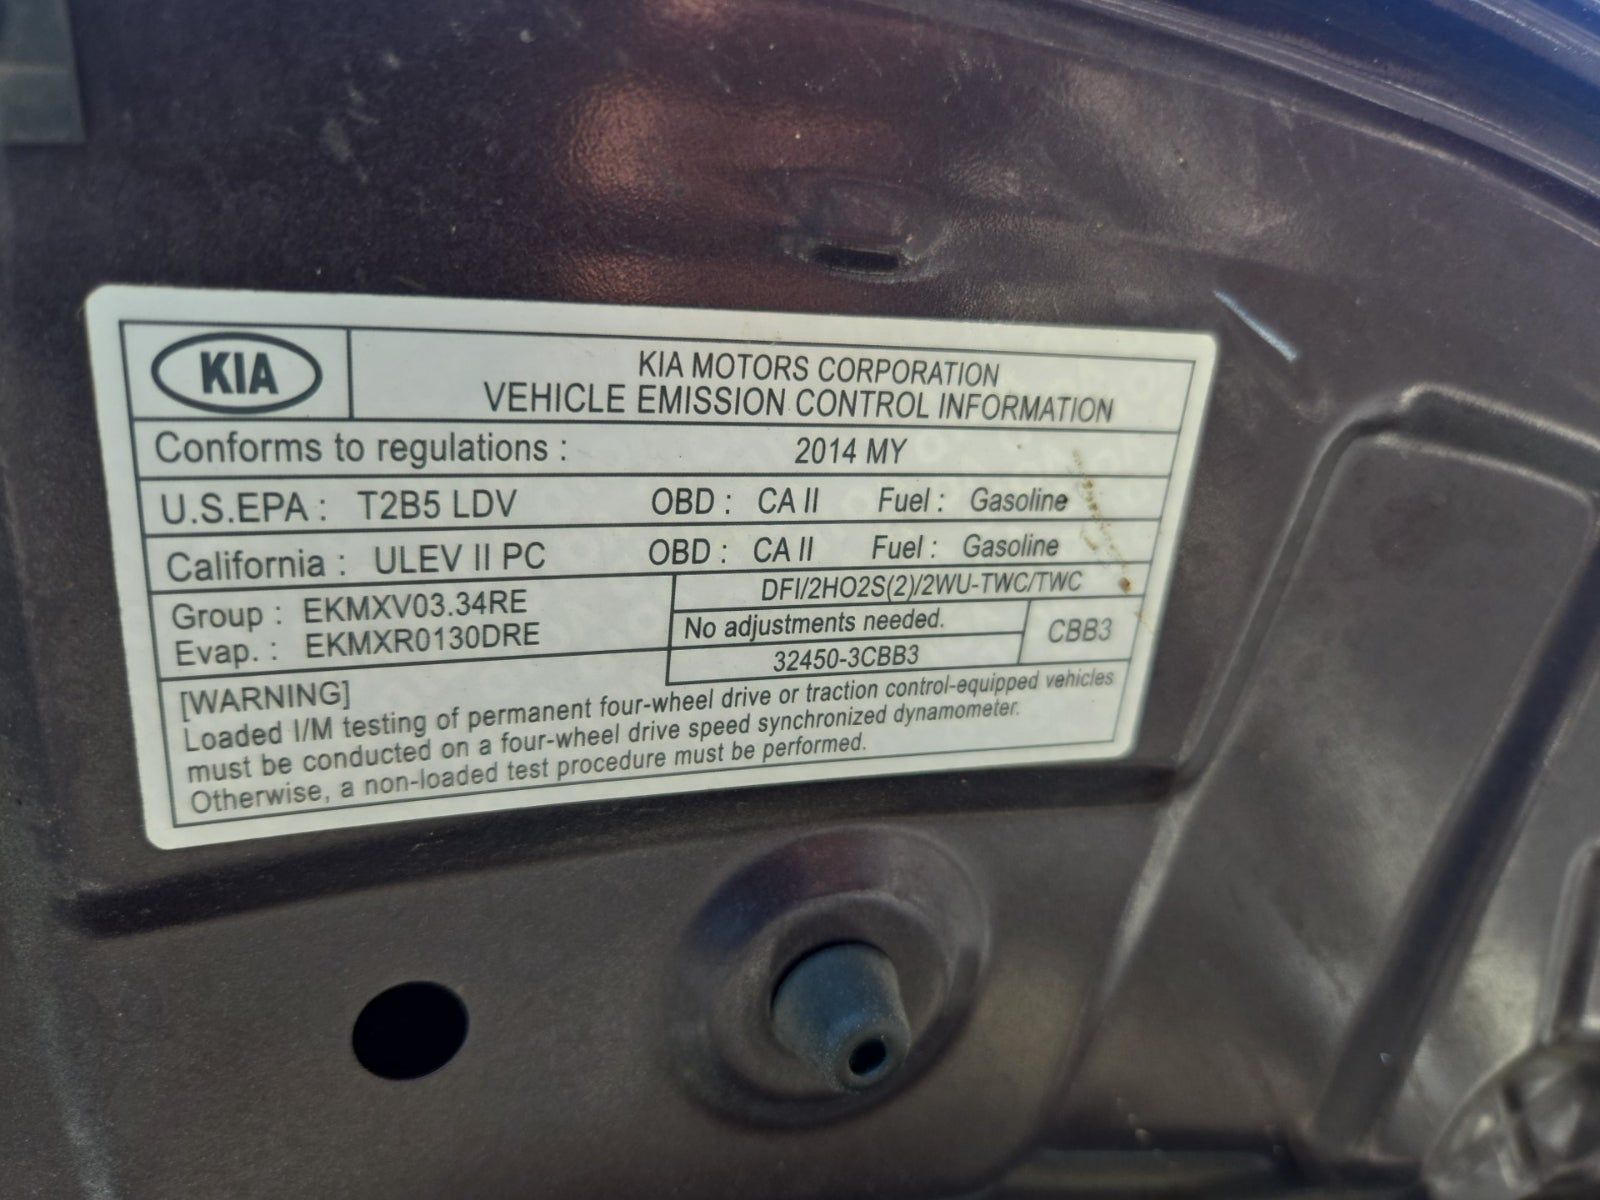 KIA
KIA MOTORS CORPORATION
VEHICLE EMISSION CONTROL INFORMATION
Conforms to regulations : 2014 MY
U.S.EPA : T2B5 LDV OBD : CA II Fuel : Gasoline
California : ULEV II PC OBD : CA II Fuel : Gasoline
Group : EKMXV03.34RE
Evap. : EKMXR0130DRE
DFI/2HO2S(2)/2WU-TWC/TWC
No adjustments needed.
32450-3CBB3
CBB3
[WARNING]
Loaded I/M testing of permanent four-wheel drive or traction control-equipped vehicles
must be conducted on a four-wheel drive speed synchronized dynamometer.
Otherwise, a non-loaded test procedure must be performed.